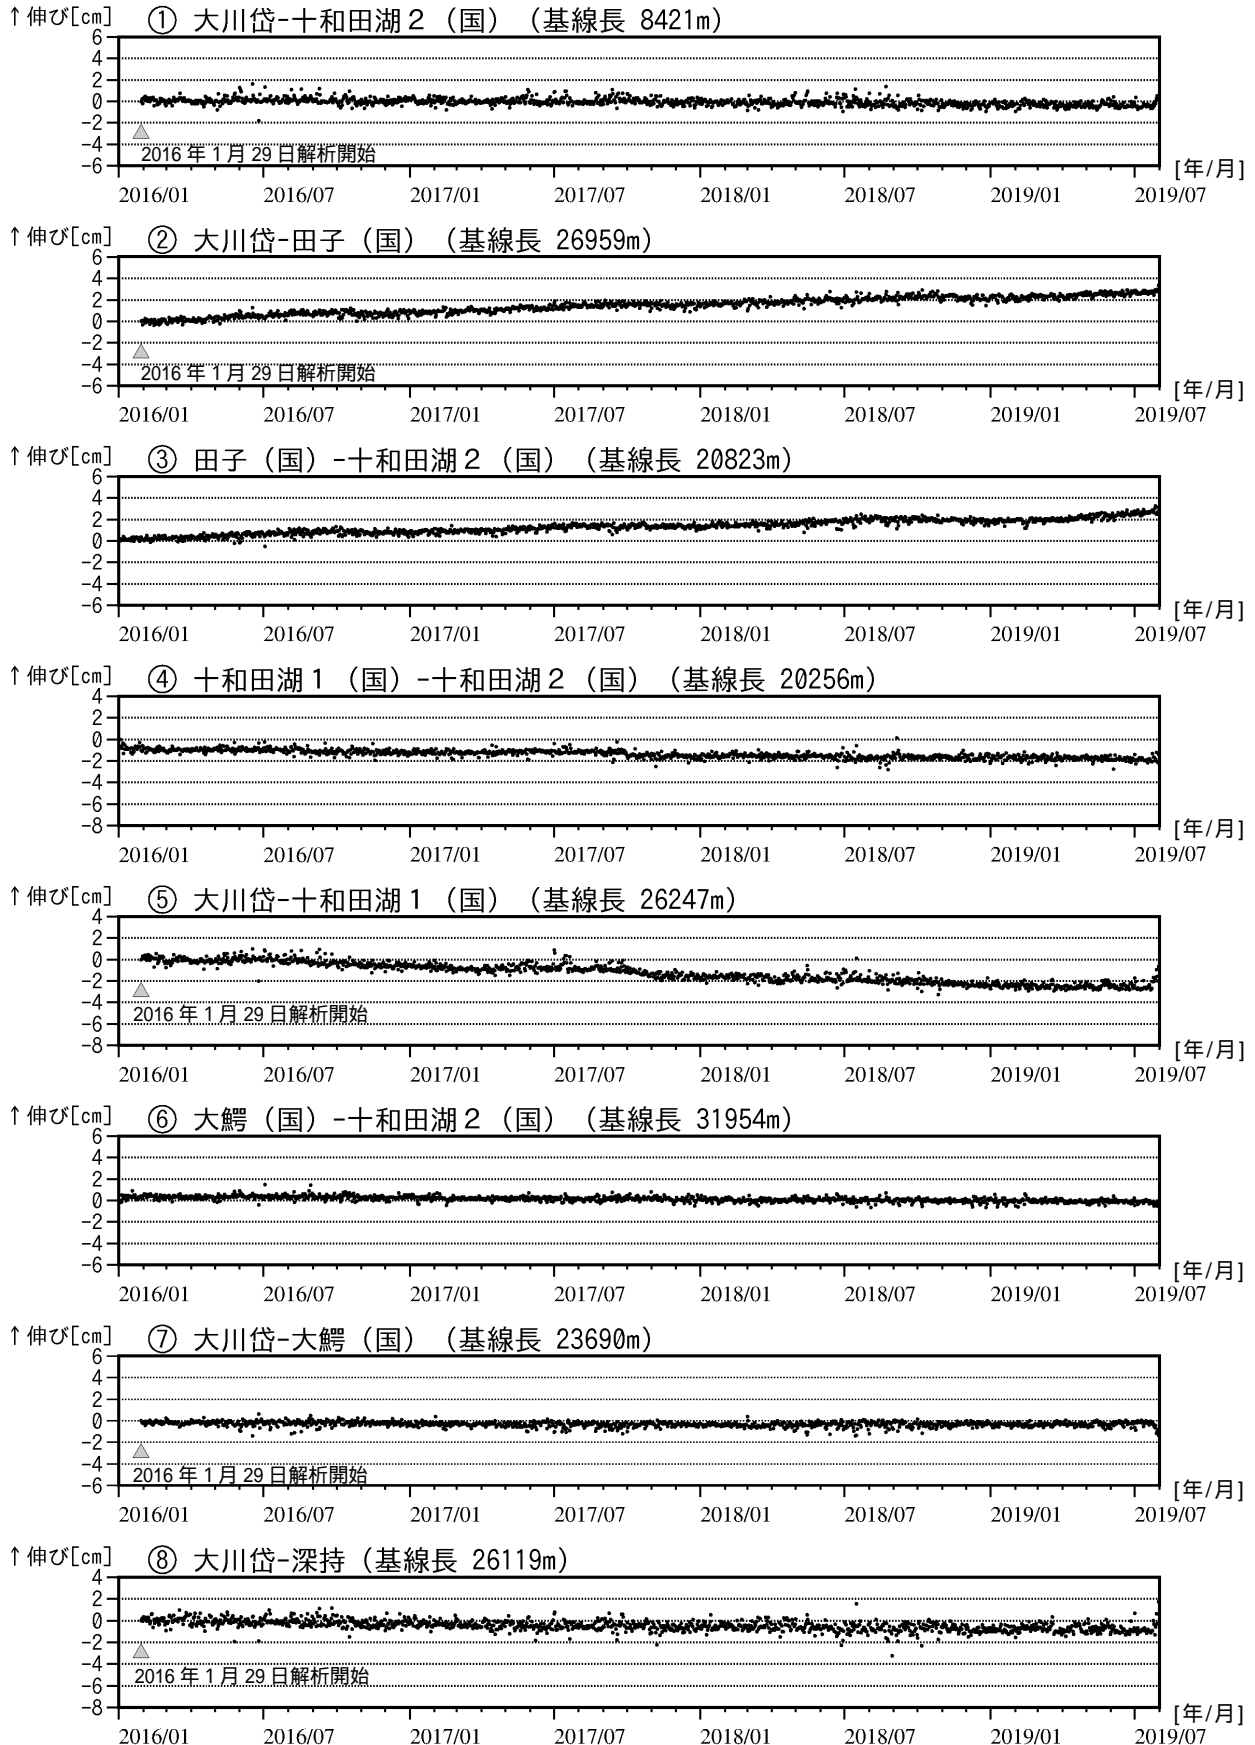 ↑伸び[cm] ① 大川岱-十和田湖２（国）（基線長 8421m）
6
4
2
0
-2
-4
-6
2016年1月29日解析開始
[年/月]
2016/01 2016/07 2017/01 2017/07 2018/01 2018/07 2019/01 2019/07
↑伸び[cm] ② 大川岱-田子（国）（基線長 26959m）
6
4
2
0
-2
-4
-6
2016年1月29日解析開始
[年/月]
2016/01 2016/07 2017/01 2017/07 2018/01 2018/07 2019/01 2019/07
↑伸び[cm] ③ 田子（国）-十和田湖２（国）（基線長 20823m）
6
4
2
0
-2
-4
-6
[年/月]
2016/01 2016/07 2017/01 2017/07 2018/01 2018/07 2019/01 2019/07
↑伸び[cm] ④ 十和田湖１（国）-十和田湖２（国）（基線長 20256m）
4
2
0
-2
-4
-6
-8
[年/月]
2016/01 2016/07 2017/01 2017/07 2018/01 2018/07 2019/01 2019/07
↑伸び[cm] ⑤ 大川岱-十和田湖１（国）（基線長 26247m）
4
2
0
-2
-4
-6
-8
2016年1月29日解析開始
[年/月]
2016/01 2016/07 2017/01 2017/07 2018/01 2018/07 2019/01 2019/07
↑伸び[cm] ⑥ 大鰐（国）-十和田湖２（国）（基線長 31954m）
6
4
2
0
-2
-4
-6
[年/月]
2016/01 2016/07 2017/01 2017/07 2018/01 2018/07 2019/01 2019/07
↑伸び[cm] ⑦ 大川岱-大鰐（国）（基線長 23690m）
6
4
2
0
-2
-4
-6
2016年1月29日解析開始
[年/月]
2016/01 2016/07 2017/01 2017/07 2018/01 2018/07 2019/01 2019/07
↑伸び[cm] ⑧ 大川岱-深持（基線長 26119m）
4
2
0
-2
-4
-6
-8
2016年1月29日解析開始
[年/月]
2016/01 2016/07 2017/01 2017/07 2018/01 2018/07 2019/01 2019/07